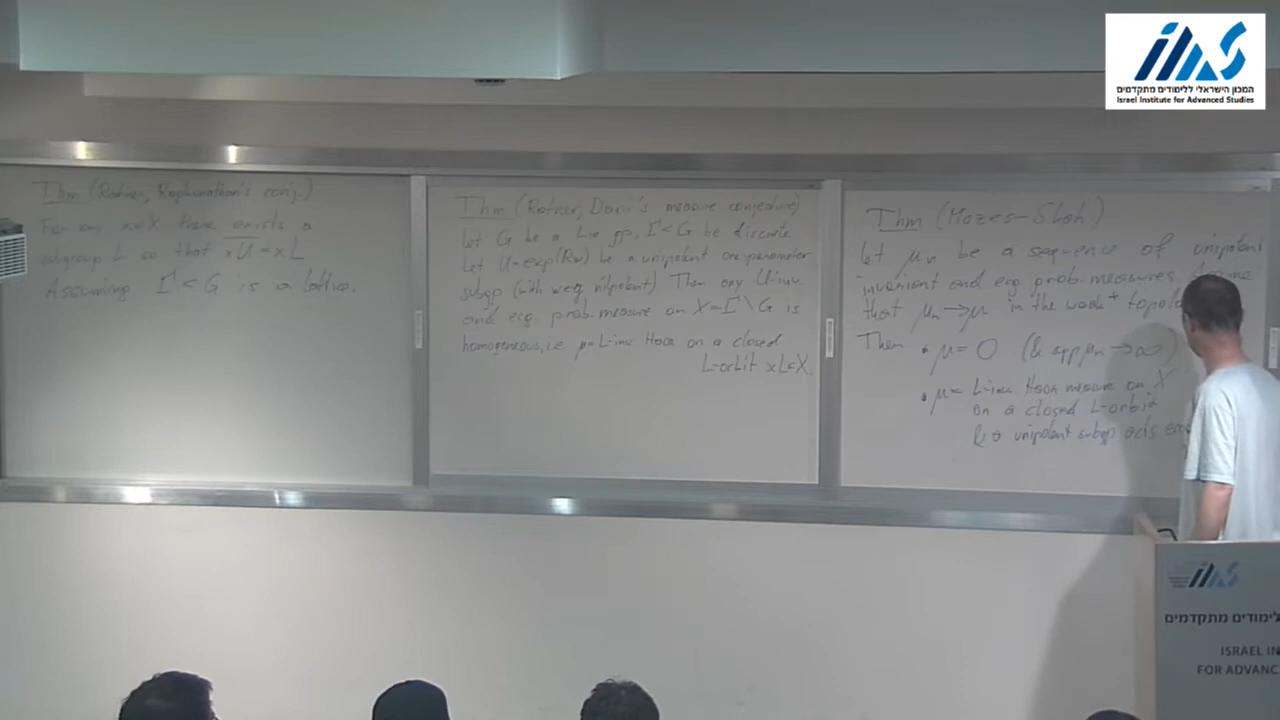 Thm (Ratner, Raghunathan's conj.)
For any x∈X there exists a
subgroup L so that xU = xL
Assuming Γ < G is a lattice.
Thm (Ratner, Dani's measure conjecture)
Let G be a Lie gp, Γ < G be discrete
Let U = exp(Rw) be a unipotent one-parameter
subgp (with w∈g nilpotent) Then any U-inv.
and erg. prob. measure on X = Γ\G is
homogeneous, i.e. μ = L-inv Haar on a closed
L-orbit xL⊂X.
Thm (Mozes-Shah)
Let μn be a sequence of unipotent
invariant and erg. prob. measures. Assume
that μn → μ in the weak* topolo
Then • μ = 0 (& supp μn → ∞)
• μ = L-inv Haar measure on X
on a closed L-orbit
& a unipotent subgp acts
המכון הישראלי ללימודים מתקדמים
Israel Institute for Advanced Studies
ias
לימודים מתקדמים
ISRAEL IN
FOR ADVANC